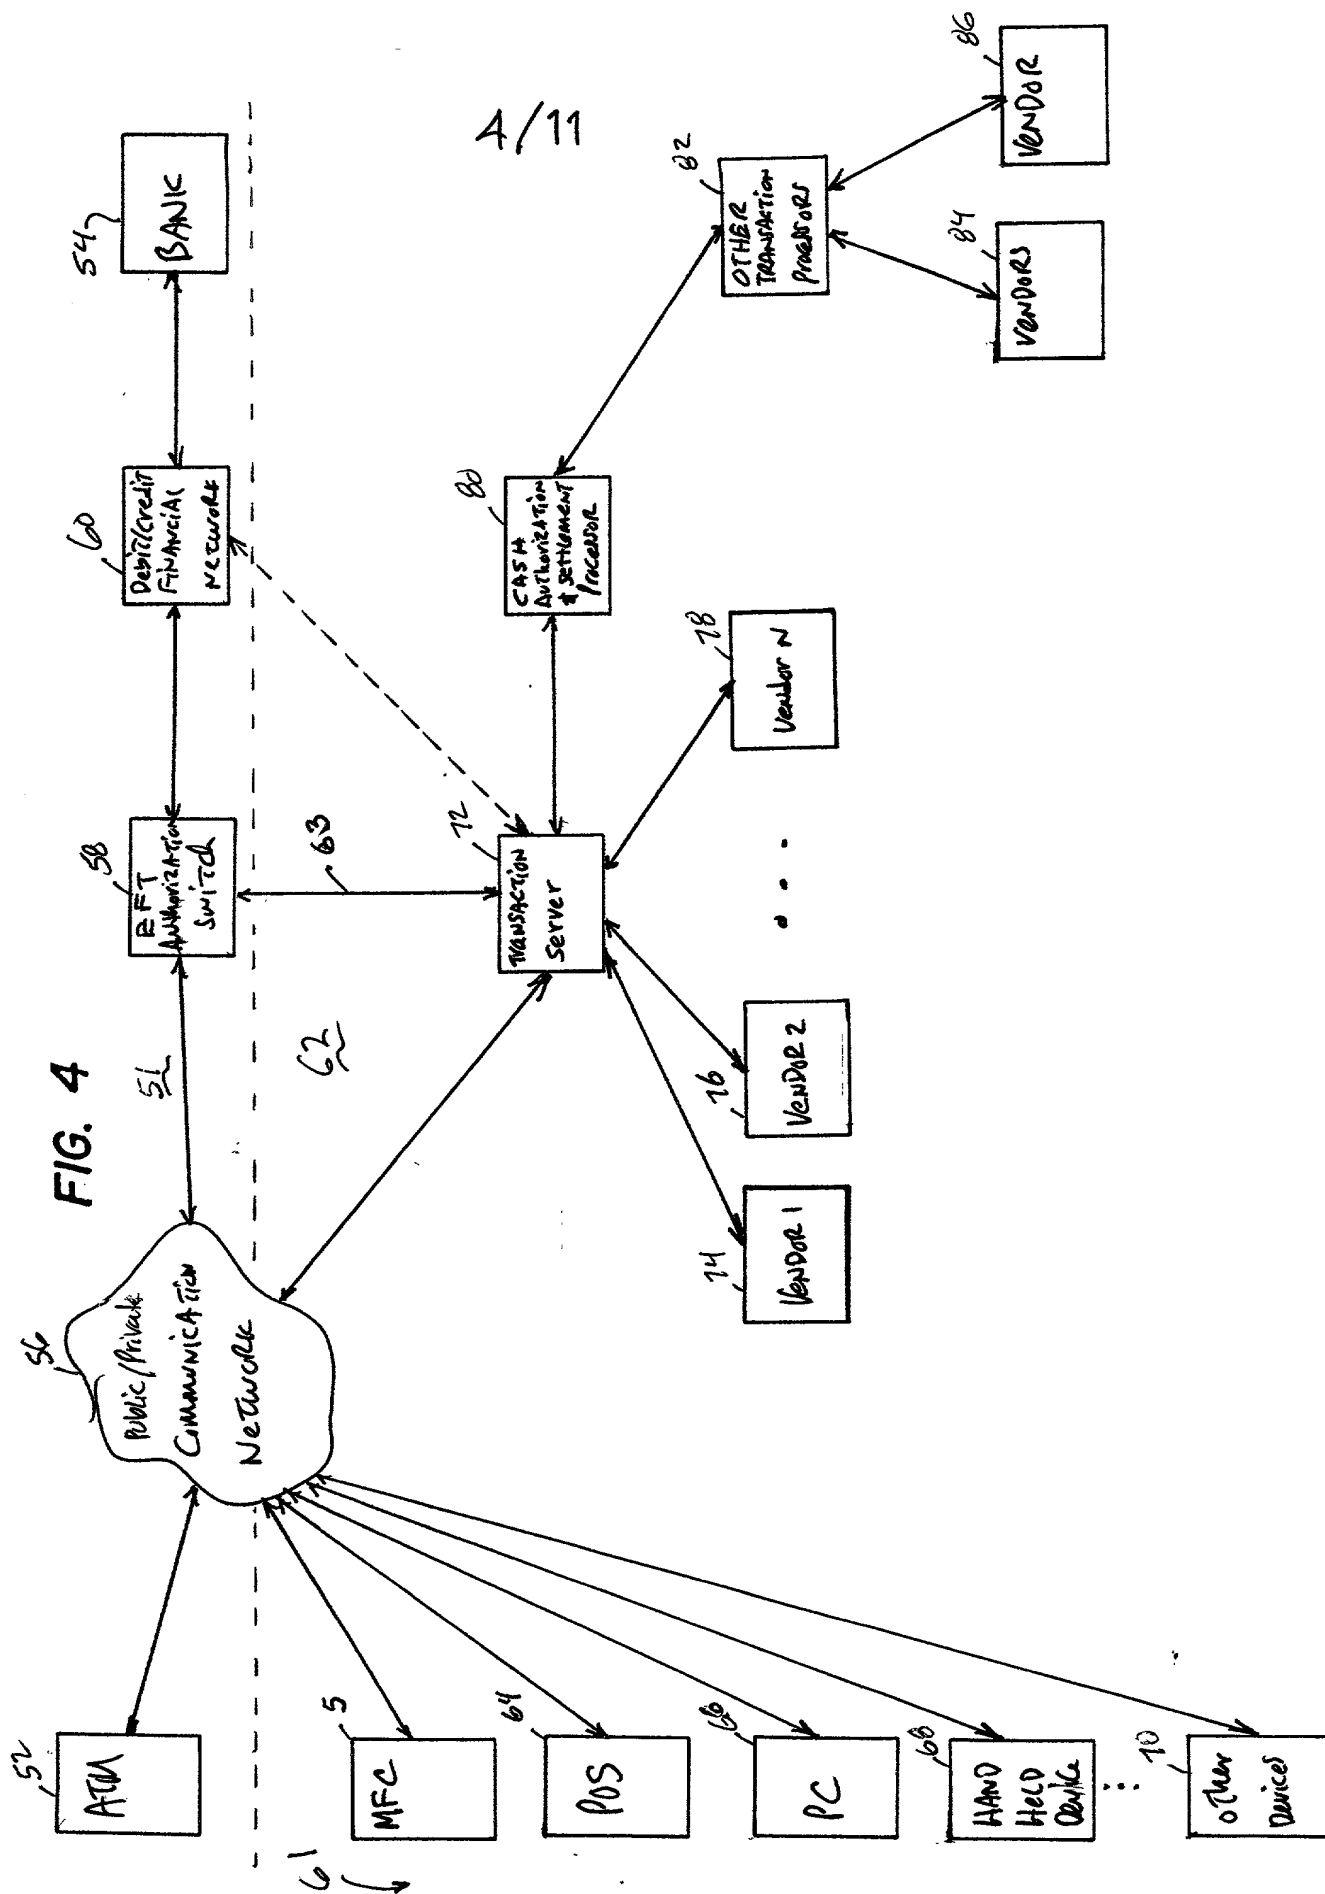 4/11
FIG. 4
52
ATM
56
Public/Private
Communication
Network
51
58
EFT
Authorization
Switch
60
Debit/Credit
Financial
Network
54
BANK
61
62
63
5
MFC
64
POS
66
PC
68
HAND
HELD
Device
70
other
Devices
72
Transaction
Server
74
VENDOR 1
76
VENDOR 2
78
Vendor N
80
CASH
Authorization
& Settlement
Processor
82
OTHER
TRANSACTION
Processors
84
VENDORS
86
VENDOR